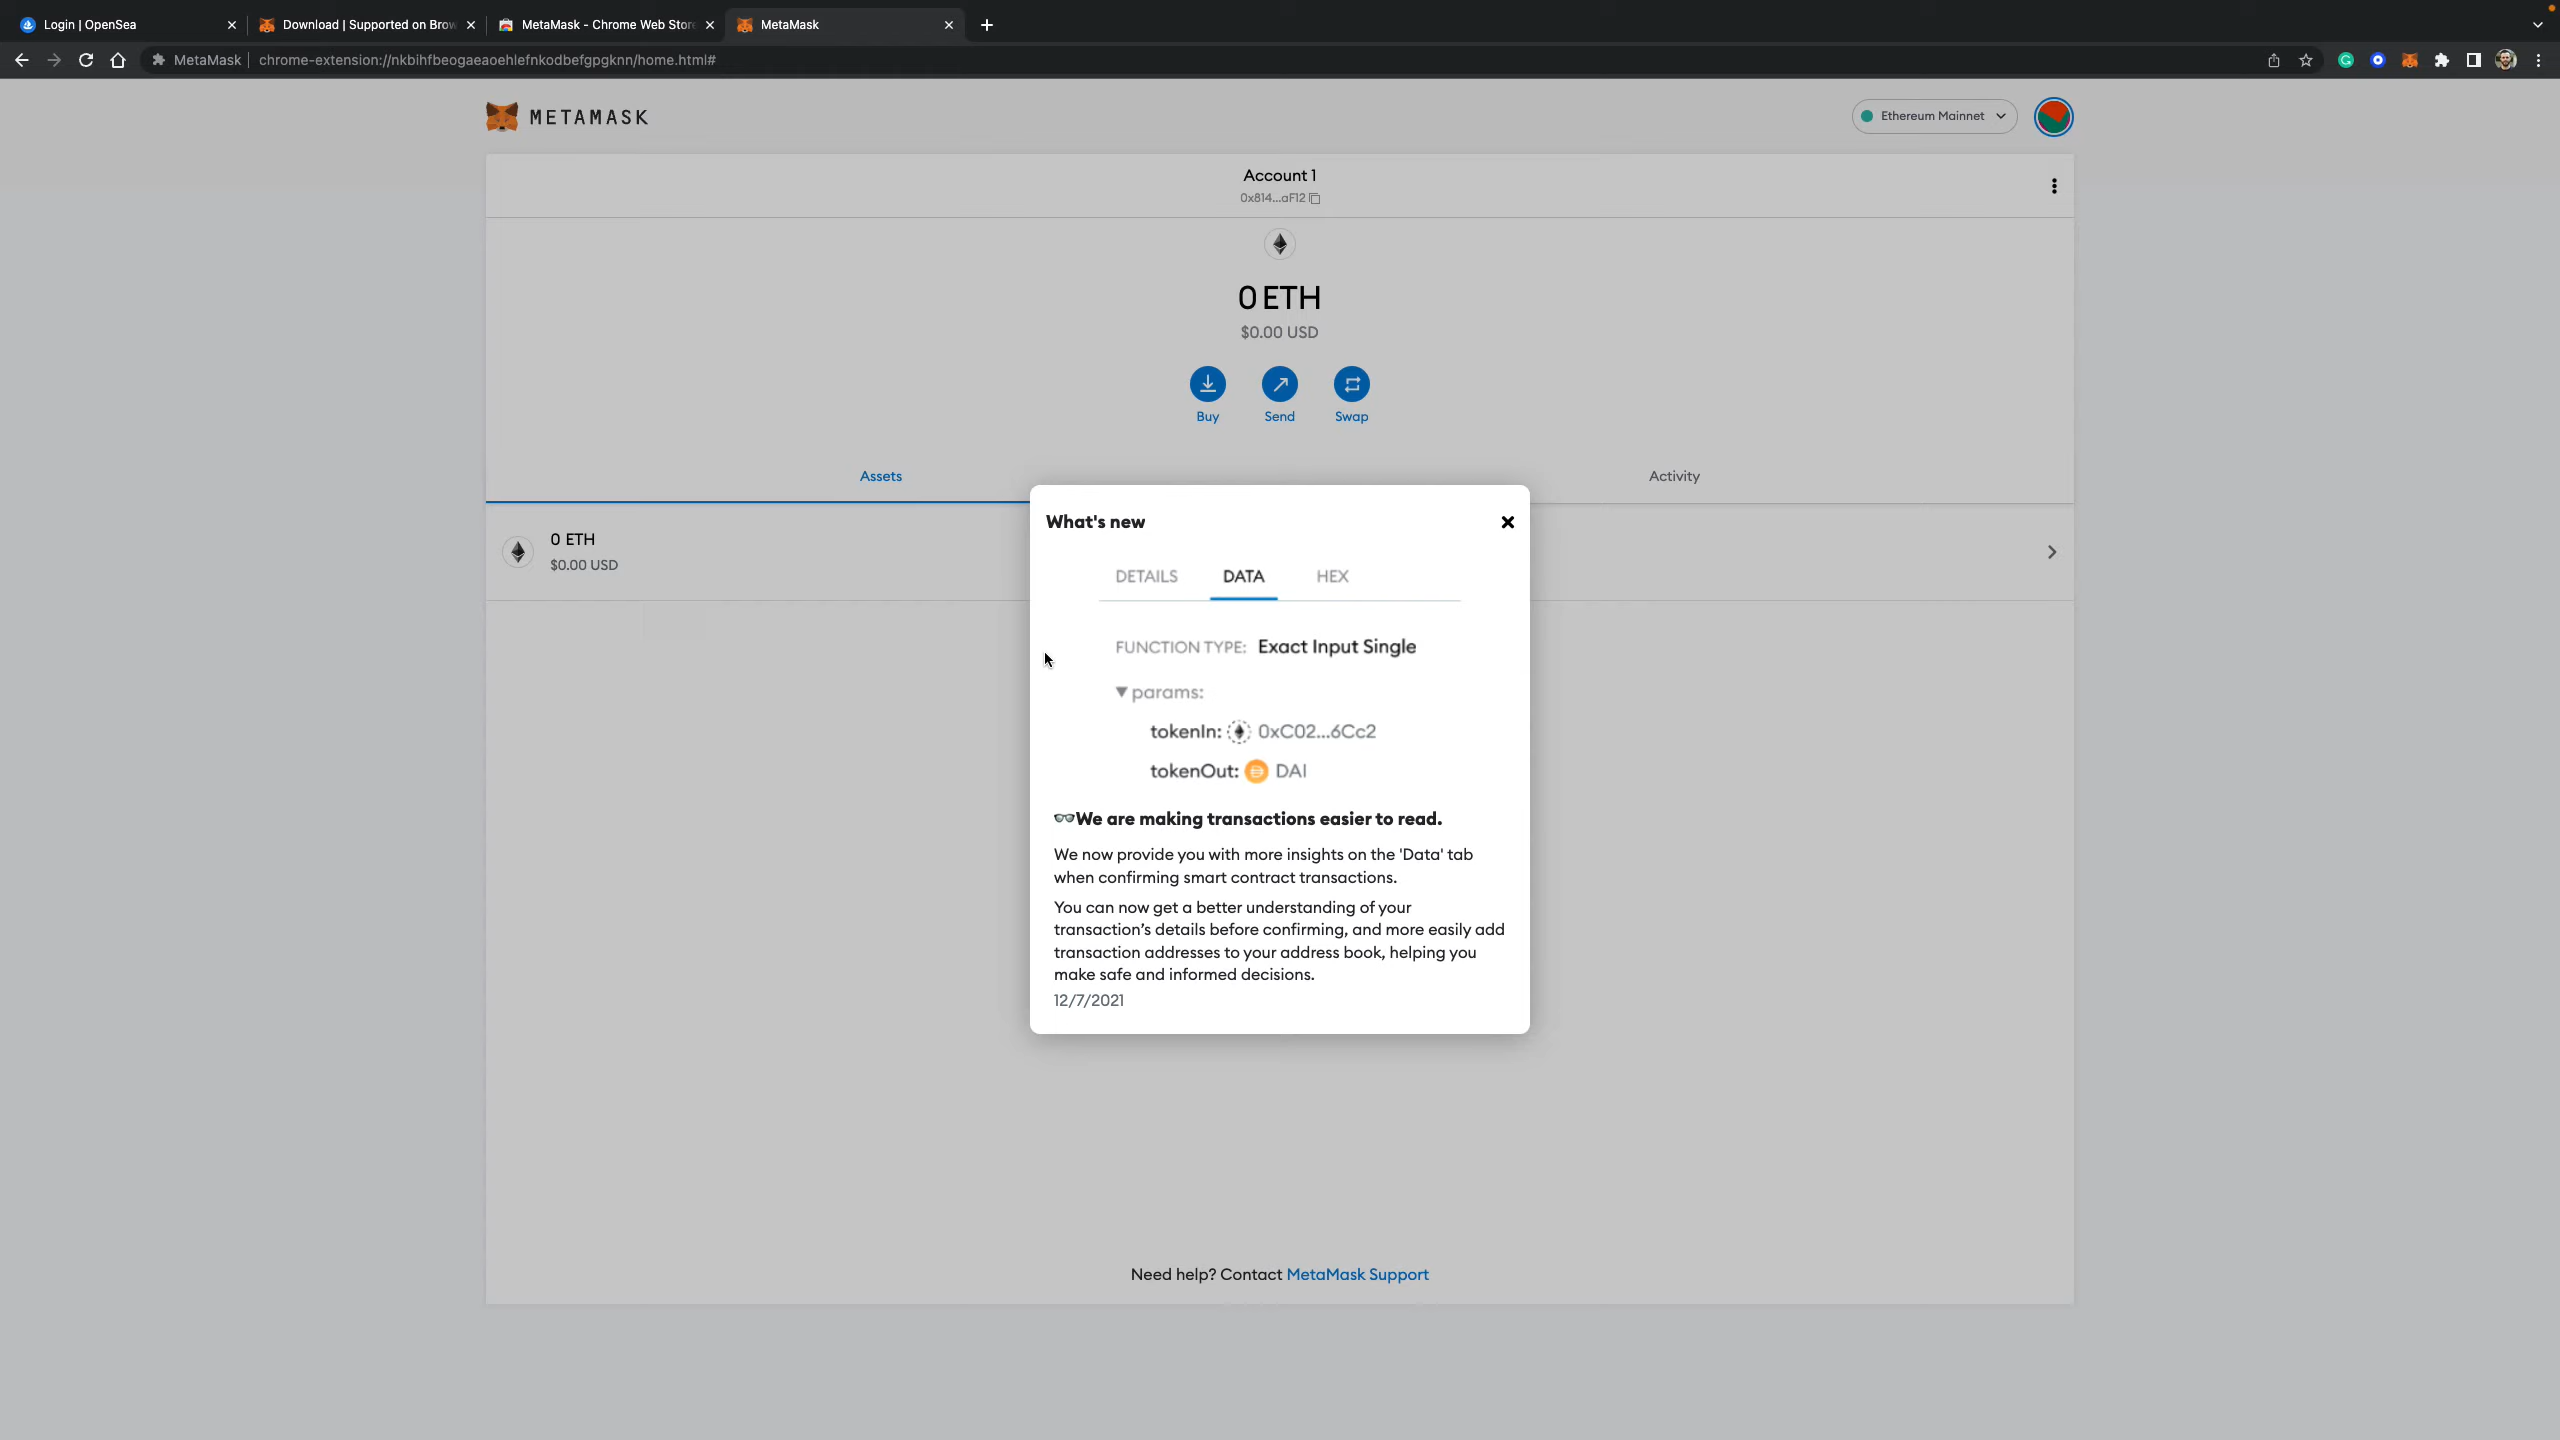 Login | OpenSea
Download | Supported on Brow
MetaMask - Chrome Web Store
MetaMask
MetaMask
chrome-extension://nkbihfbeogaeaoehlefnkodbefgpgknn/home.html#
METAMASK
Ethereum Mainnet
Account 1
0x814...aF12
0 ETH
$0.00 USD
Buy
Send
Swap
Assets
Activity
0 ETH
$0.00 USD
What's new
DETAILS
DATA
HEX
FUNCTION TYPE: Exact Input Single
▼ params:
tokenIn: 0xC02...6Cc2
tokenOut: DAI
👓We are making transactions easier to read.
We now provide you with more insights on the 'Data' tab
when confirming smart contract transactions.
You can now get a better understanding of your
transaction’s details before confirming, and more easily add
transaction addresses to your address book, helping you
make safe and informed decisions.
12/7/2021
Need help? Contact MetaMask Support